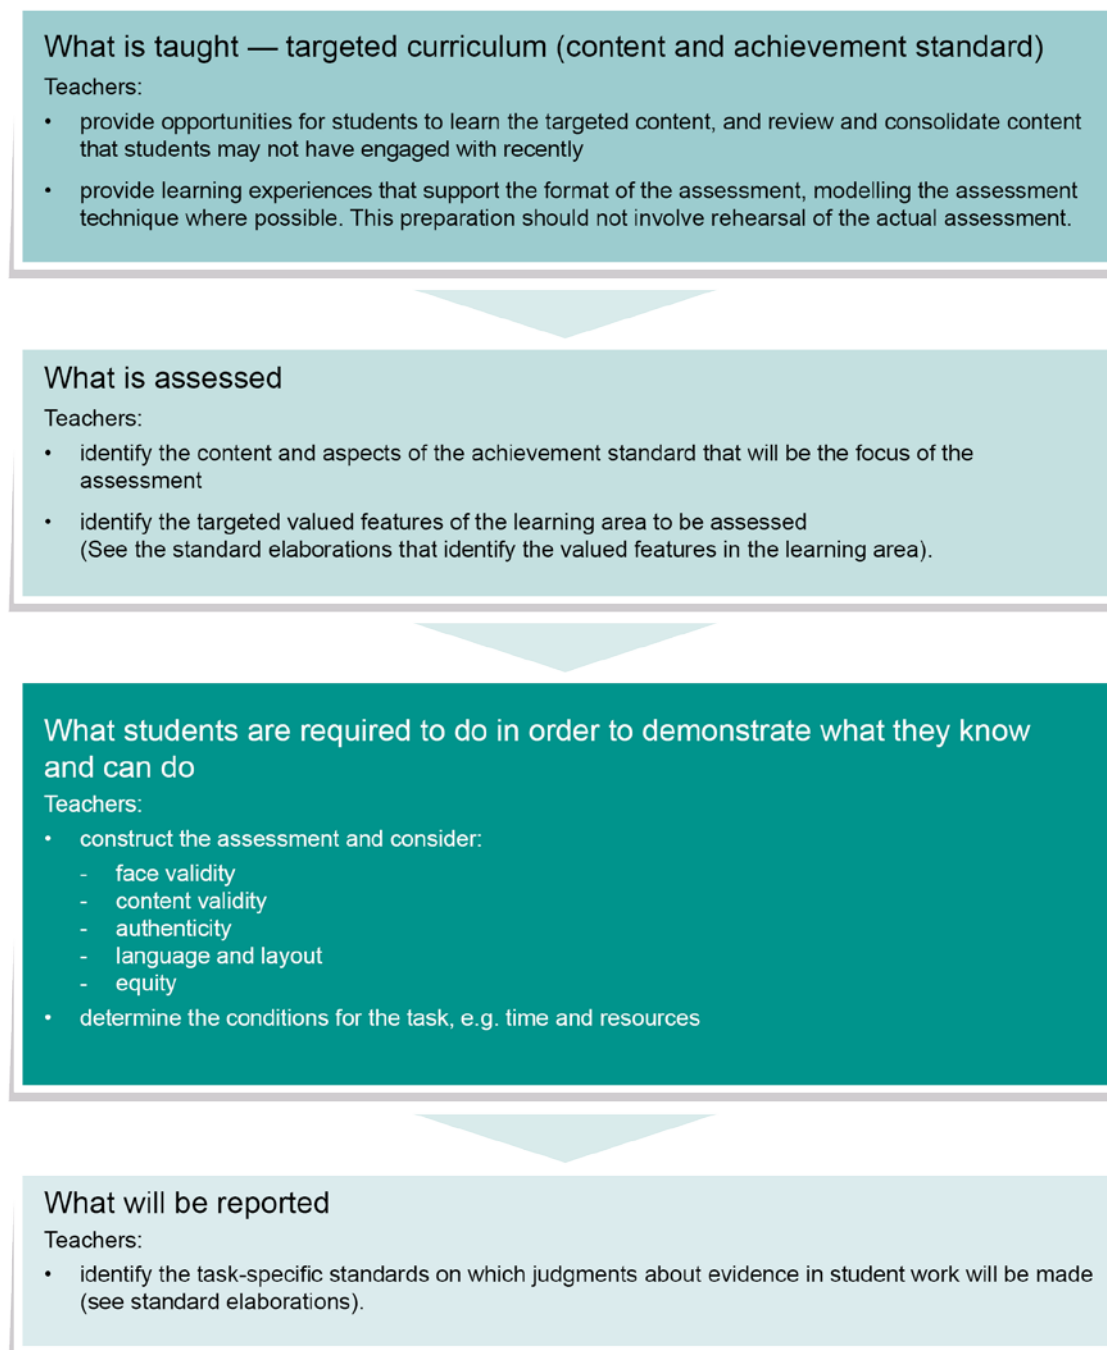 What is taught — targeted curriculum (content and achievement standard)
Teachers:
• provide opportunities for students to learn the targeted content, and review and consolidate content
that students may not have engaged with recently
• provide learning experiences that support the format of the assessment, modelling the assessment
technique where possible. This preparation should not involve rehearsal of the actual assessment.
What is assessed
Teachers:
• identify the content and aspects of the achievement standard that will be the focus of the
assessment
• identify the targeted valued features of the learning area to be assessed
(See the standard elaborations that identify the valued features in the learning area).
What students are required to do in order to demonstrate what they know
and can do
Teachers:
• construct the assessment and consider:
- face validity
- content validity
- authenticity
- language and layout
- equity
• determine the conditions for the task, e.g. time and resources
What will be reported
Teachers:
• identify the task-specific standards on which judgments about evidence in student work will be made
(see standard elaborations).